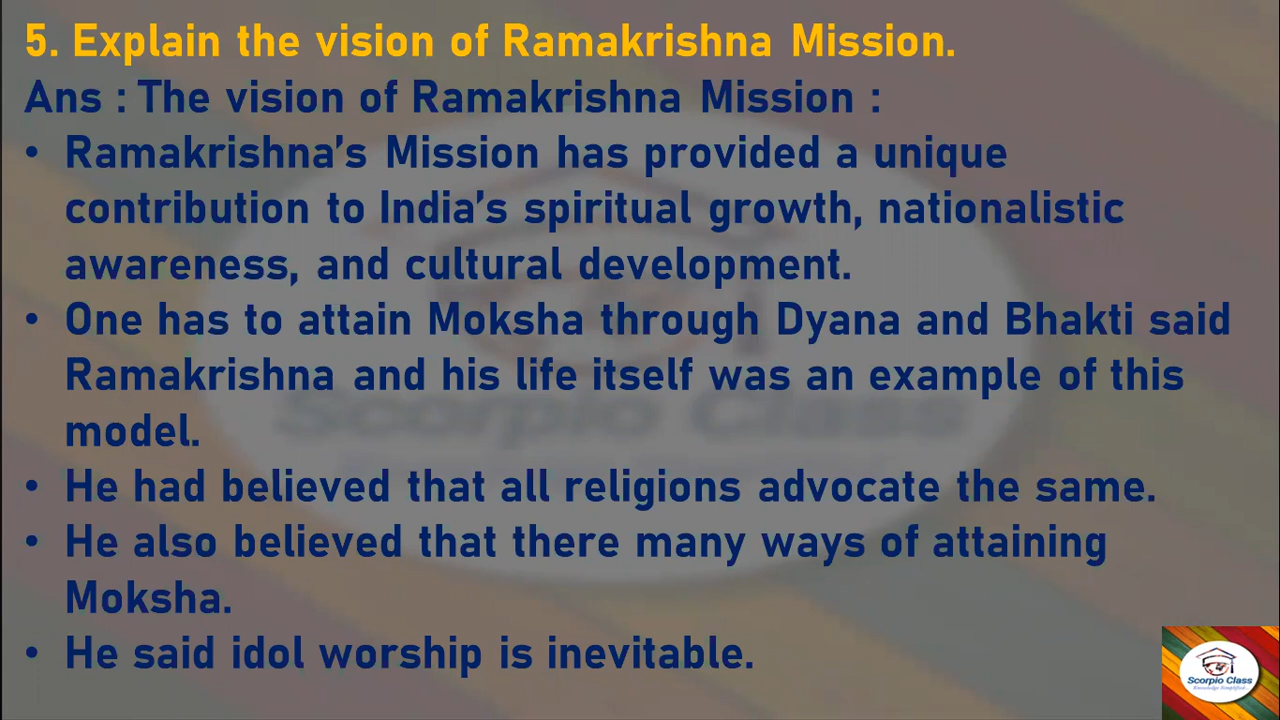 5. Explain the vision of Ramakrishna Mission.
Ans : The vision of Ramakrishna Mission :
• Ramakrishna's Mission has provided a unique
contribution to India's spiritual growth, nationalistic
awareness, and cultural development.
• One has to attain Moksha through Dyana and Bhakti said
Ramakrishna and his life itself was an example of this
model.
• He had believed that all religions advocate the same.
• He also believed that there many ways of attaining
Moksha.
• He said idol worship is inevitable.
Scorpio Class
Scorpio Class
Knowledge Simplified...